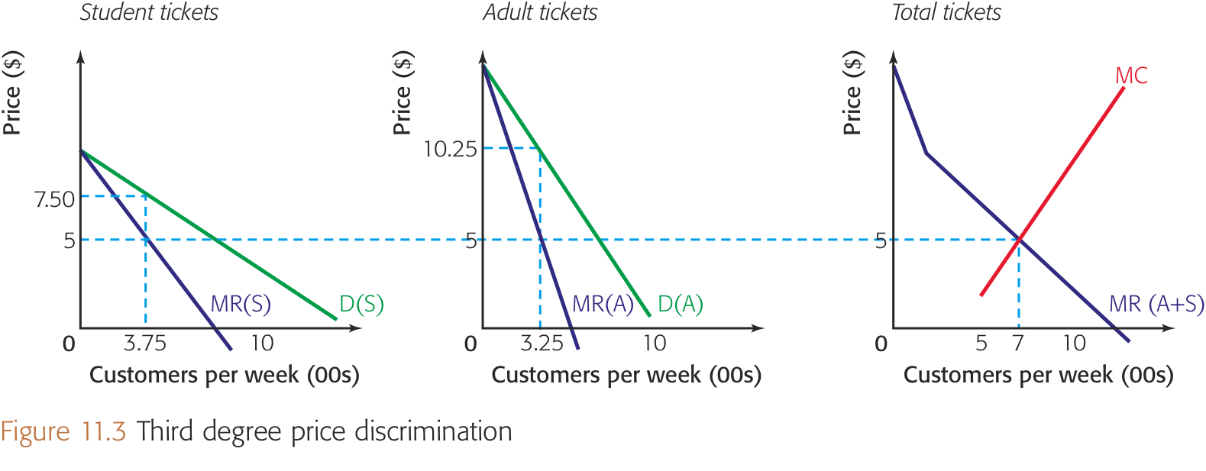 Student tickets
Price ($)
7.50
5
MR(S)
D(S)
0
3.75
10
Customers per week (00s)
Adult tickets
Price ($)
10.25
5
MR(A)
D(A)
0
3.25
10
Customers per week (00s)
Total tickets
Price ($)
MC
5
MR (A+S)
0
5
7
10
Customers per week (00s)
Figure 11.3 Third degree price discrimination